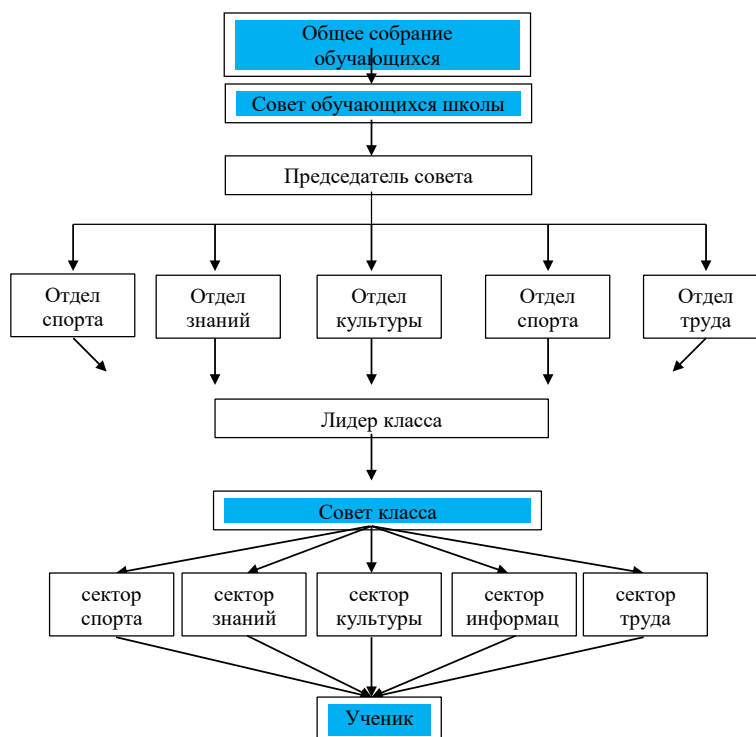 Общее собрание
обучающихся
Совет обучающихся школы
Председатель совета
Отдел
спорта
Отдел
знаний
Отдел
культуры
Отдел
спорта
Отдел
труда
Лидер класса
Совет класса
сектор
спорта
сектор
знаний
сектор
культуры
сектор
информац
сектор
труда
Ученик